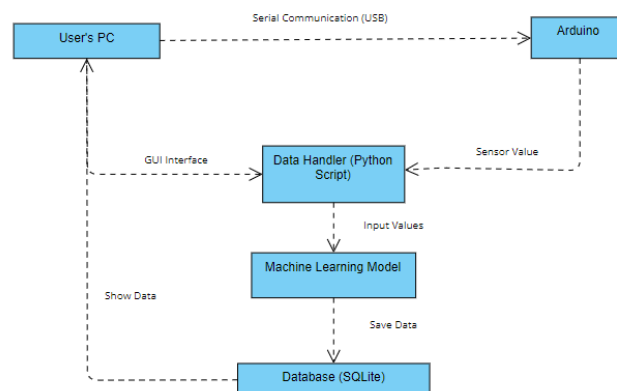 Serial Communication (USB)
User's PC
Arduino
GUI Interface
Data Handler (Python
Script)
Sensor Value
Input Values
Machine Learning Model
Show Data
Save Data
Database (SQLite)